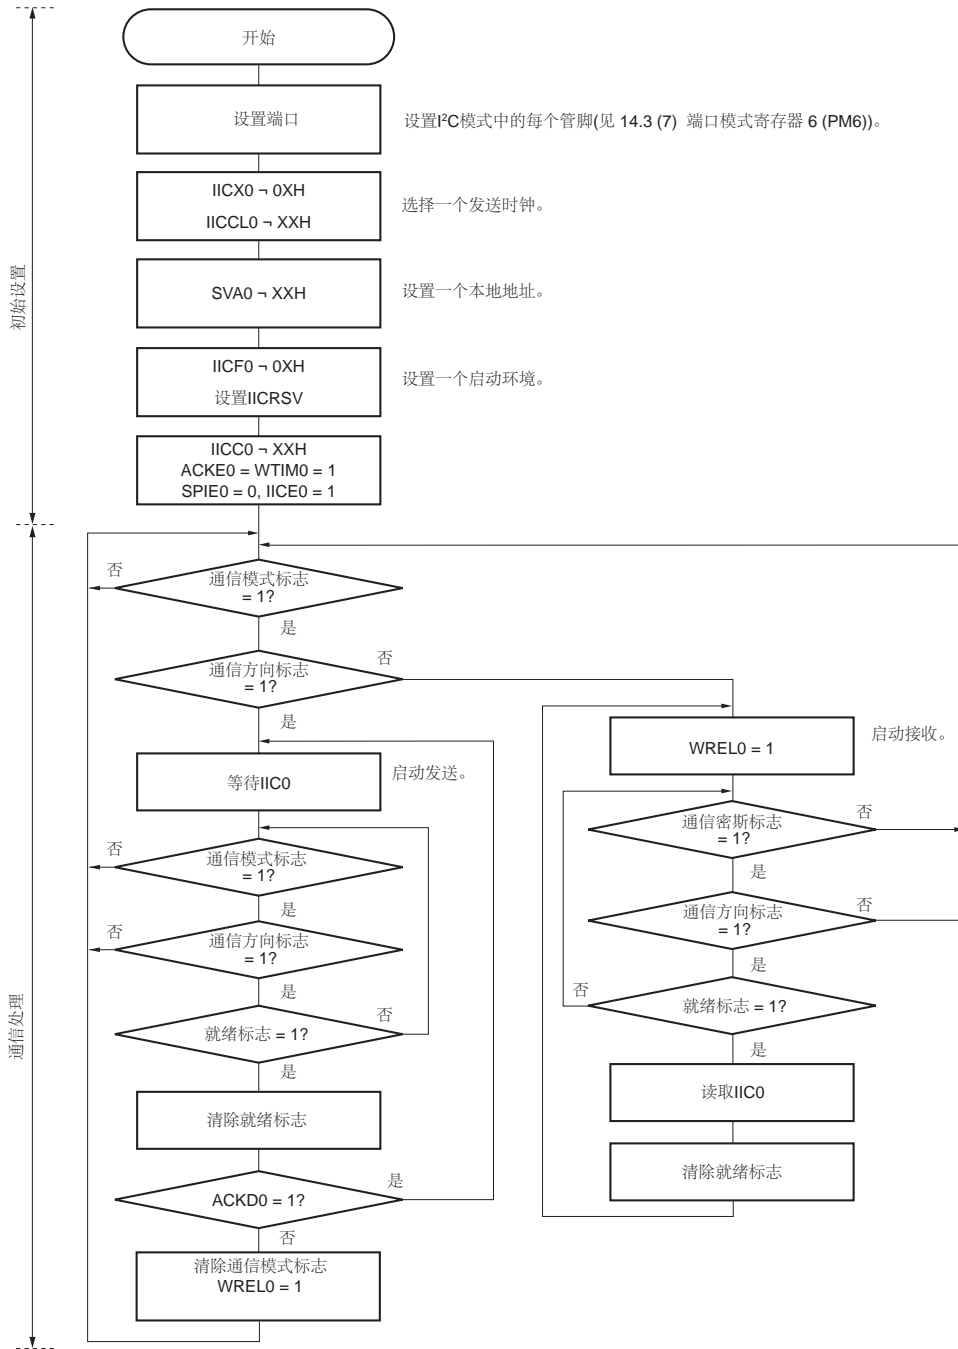 开始
设置端口
设置I²C模式中的每个管脚(见 14.3 (7) 端口模式寄存器 6 (PM6))。
IICX0 ¬ 0XH
IICCL0 ¬ XXH
选择一个发送时钟。
SVA0 ¬ XXH
设置一个本地地址。
IICF0 ¬ 0XH
设置IICRSV
设置一个启动环境。
IICC0 ¬ XXH
ACKE0 = WTIM0 = 1
SPIE0 = 0, IICE0 = 1
初始设置
通信模式标志
= 1?
否
是
通信方向标志
= 1?
否
是
等待IIC0
启动发送。
通信模式标志
= 1?
否
是
通信方向标志
= 1?
否
是
就绪标志 = 1?
否
是
清除就绪标志
ACKD0 = 1?
是
否
清除通信模式标志
WREL0 = 1
WREL0 = 1
启动接收。
通信密斯标志
= 1?
否
是
通信方向标志
= 1?
否
是
就绪标志 = 1?
否
是
读取IIC0
清除就绪标志
通信处理